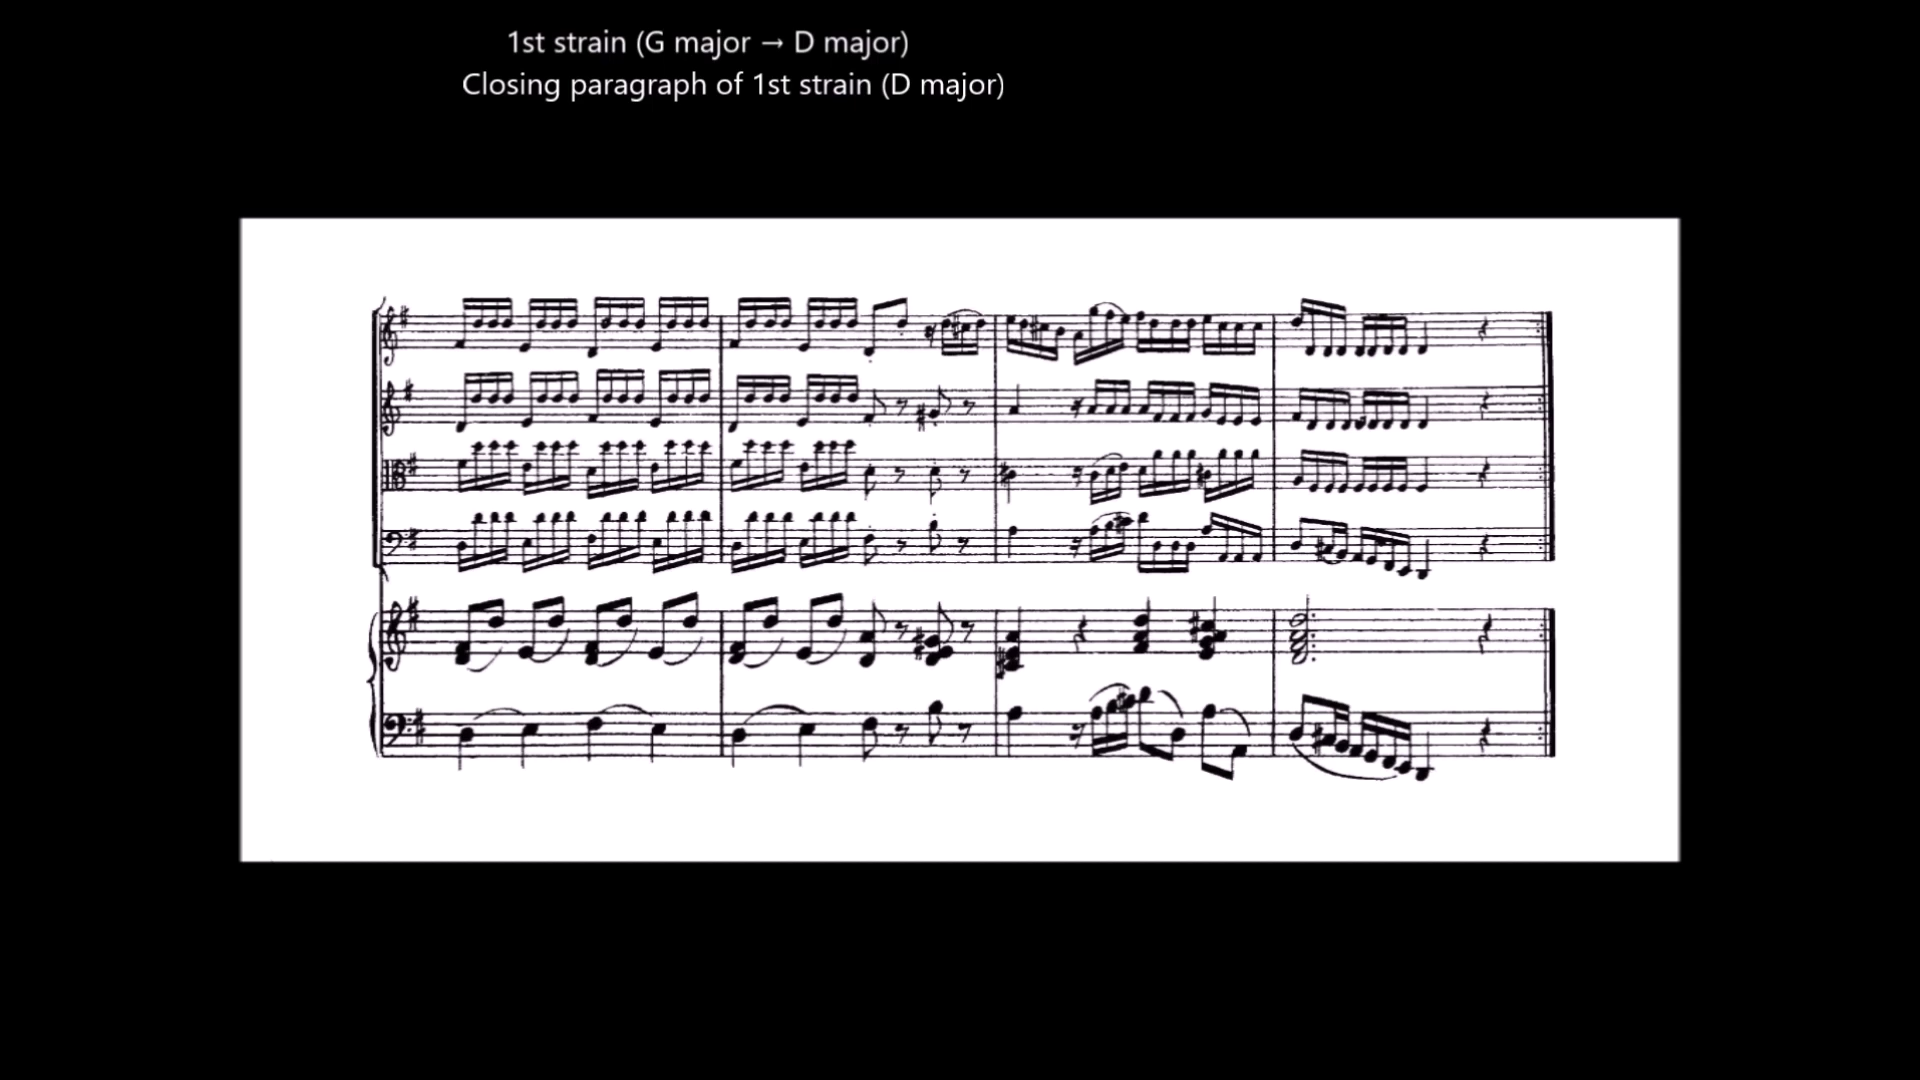 1st strain (G major → D major)
Closing paragraph of 1st strain (D major)